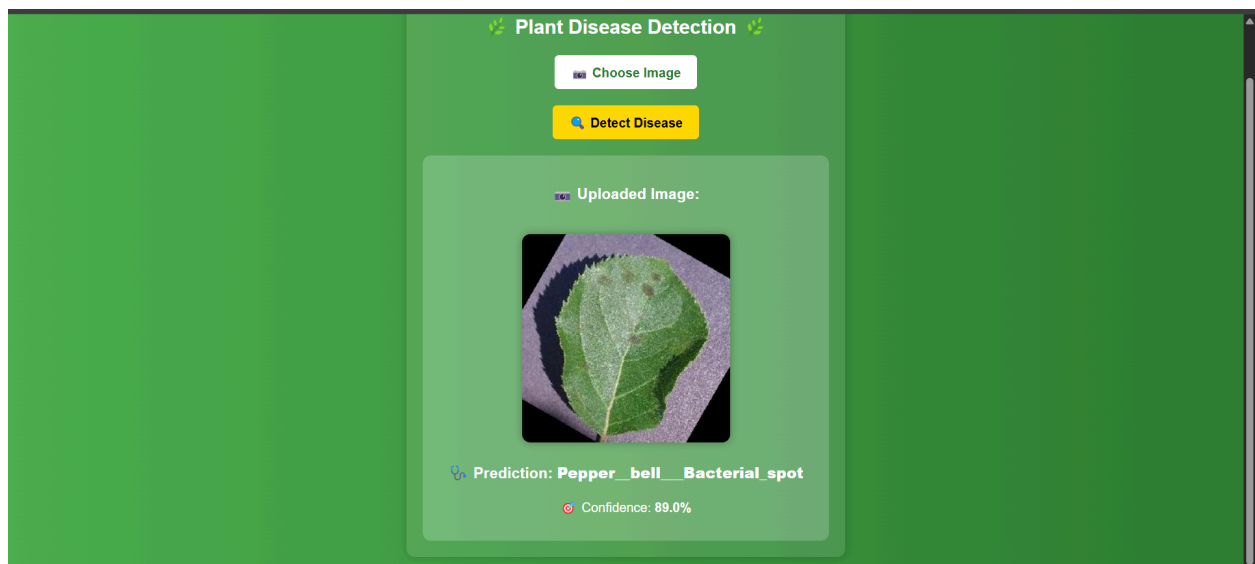 🌿 Plant Disease Detection 🌿
📷 Choose Image
🔍 Detect Disease
📷 Uploaded Image:
🩺 Prediction: Pepper__bell___Bacterial_spot
🎯 Confidence: 89.0%